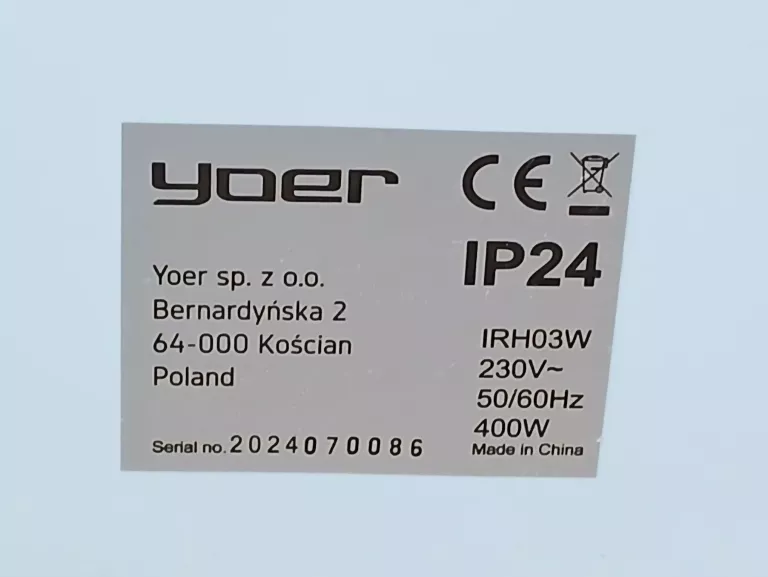 yoer
CE
IP24
Yoer sp. z o.o.
Bernardyńska 2
64-000 Kościan
Poland
IRH03W
230V~
50/60Hz
400W
Serial no. 2024070086
Made in China